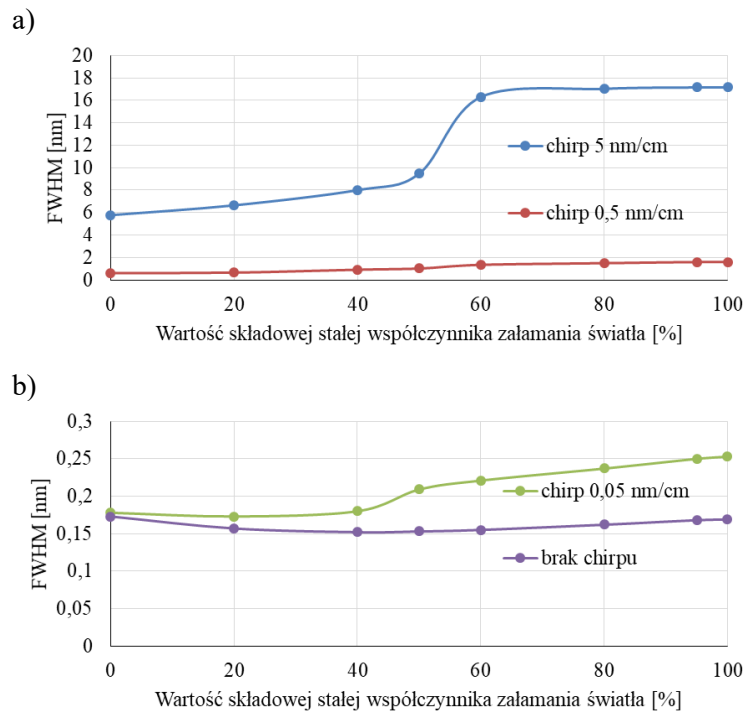 a)
20
18
16
14
12
10
8
6
4
2
0
FWHM [nm]
chirp 5 nm/cm
chirp 0,5 nm/cm
0 20 40 60 80 100
Wartość składowej stałej współczynnika załamania światła [%]
b)
0,3
0,25
0,2
0,15
0,1
0,05
0
FWHM [nm]
chirp 0,05 nm/cm
brak chirpu
0 20 40 60 80 100
Wartość składowej stałej współczynnika załamania światła [%]